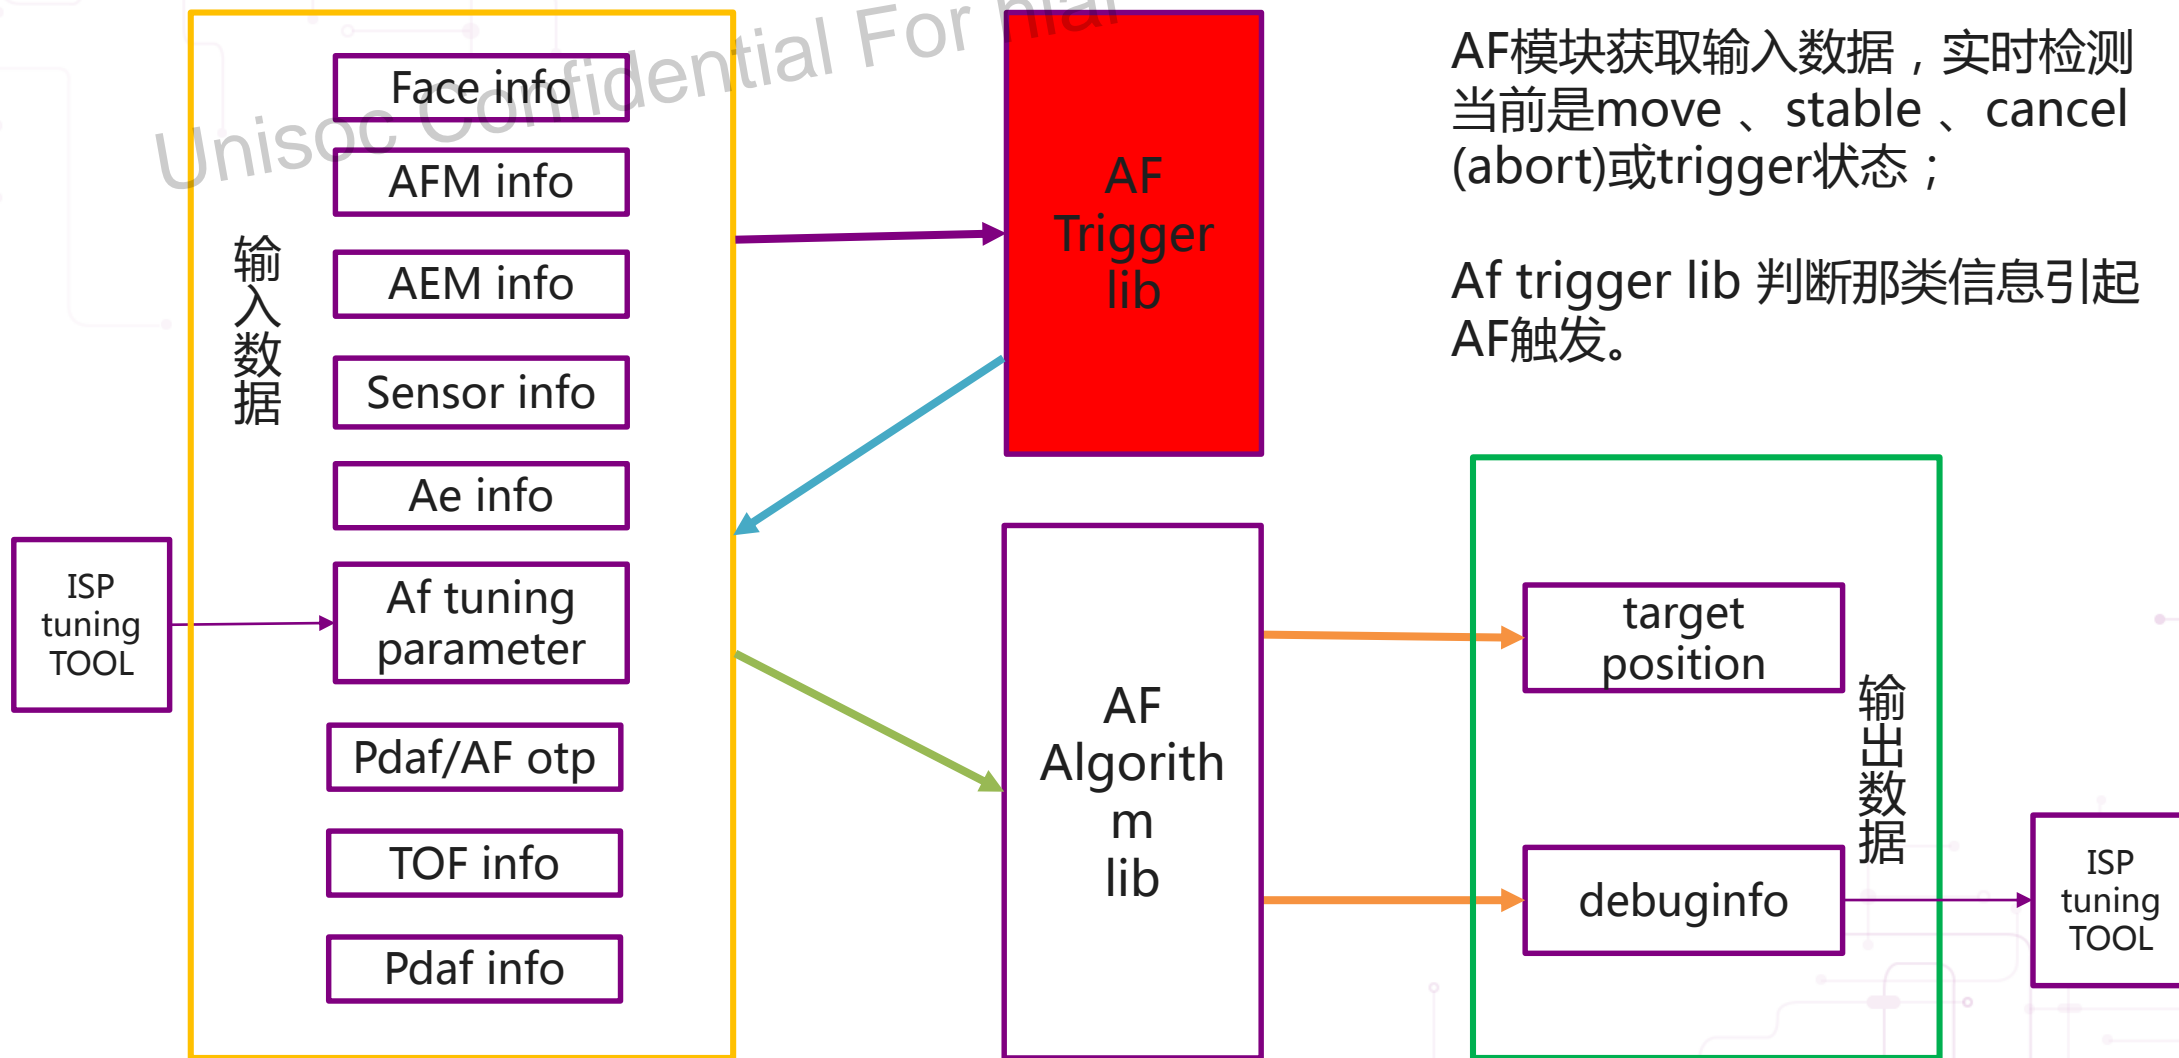 Unisoc Confidential For hiar
Face info
AFM info
AEM info
Sensor info
Ae info
Af tuning
parameter
Pdaf/AF otp
TOF info
Pdaf info
输入数据
ISP
tuning
TOOL
AF
Trigger
lib
AF
Algorith
m
lib
AF模块获取输入数据，实时检测
当前是move 、stable 、cancel
(abort)或trigger状态；
Af trigger lib 判断那类信息引起
AF触发。
target
position
debuginfo
输出数据
ISP
tuning
TOOL